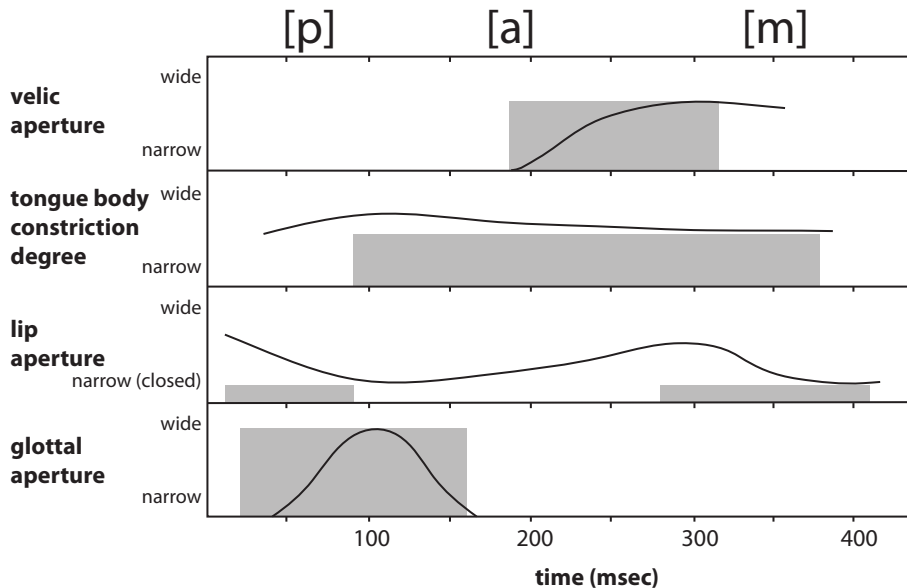 [p] [a] [m]
velic
aperture
wide
narrow
tongue body
constriction
degree
wide
narrow
lip
aperture
wide
narrow (closed)
glottal
aperture
wide
narrow
100 200 300 400
time (msec)